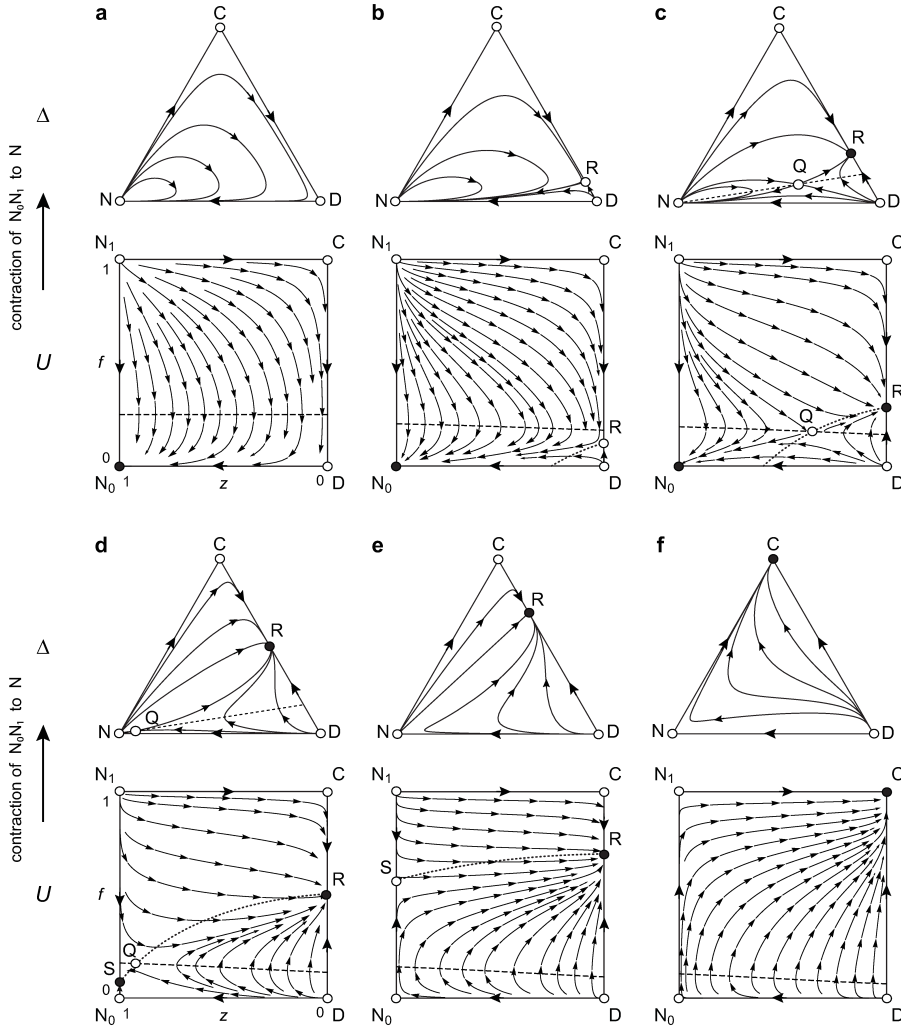 a b c
C C C
Δ
R
Q
R
N D N D N D
contraction of N₀N₁ to N
N₁ C N₁ C N₁ C
1
U f
R
Q
R
0
N₀ 1 z 0 D N₀ D N₀ D
d e f
C C C
R
R
Δ
Q
N D N D N D
contraction of N₀N₁ to N
N₁ C N₁ C N₁ C
1
R
S
U f
R
Q
S
0
N₀ 1 z 0 D N₀ D N₀ D